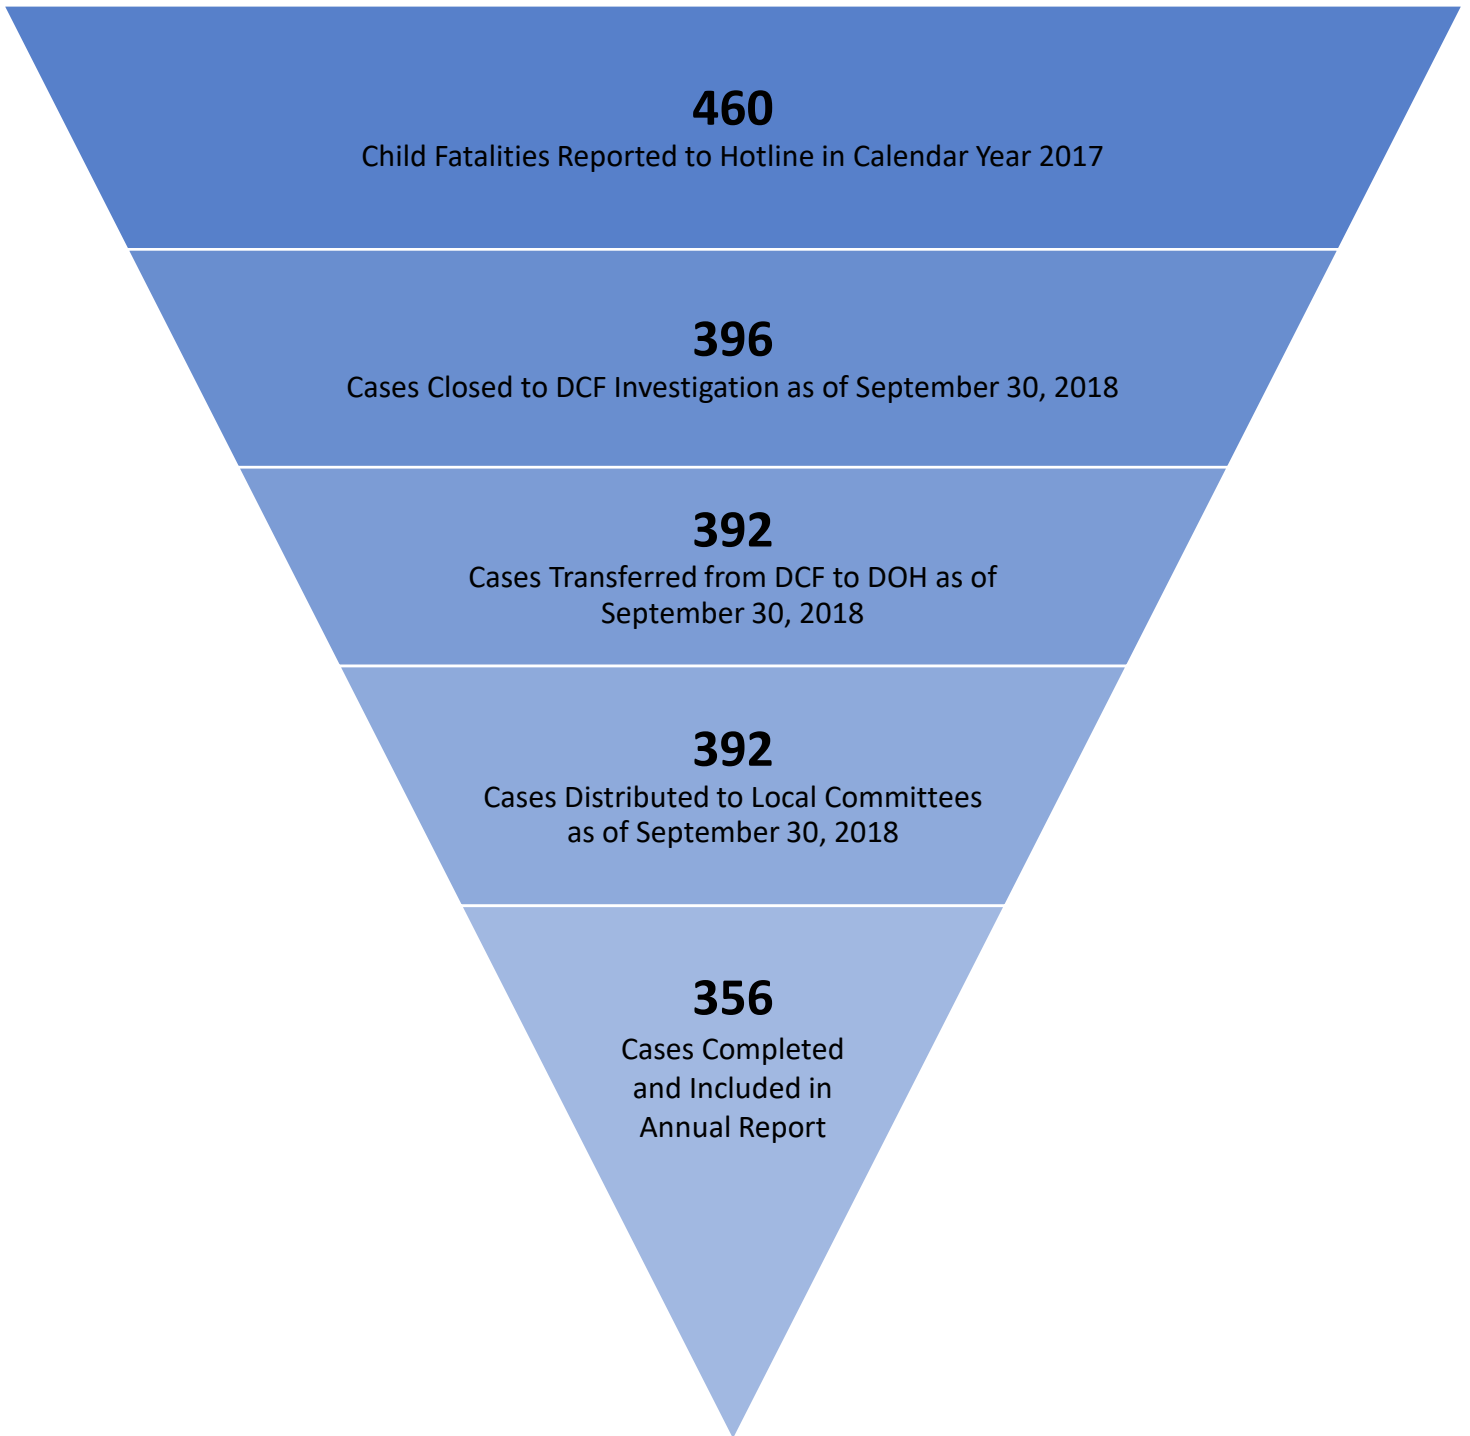 460
Child Fatalities Reported to Hotline in Calendar Year 2017
396
Cases Closed to DCF Investigation as of September 30, 2018
392
Cases Transferred from DCF to DOH as of
September 30, 2018
392
Cases Distributed to Local Committees
as of September 30, 2018
356
Cases Completed
and Included in
Annual Report